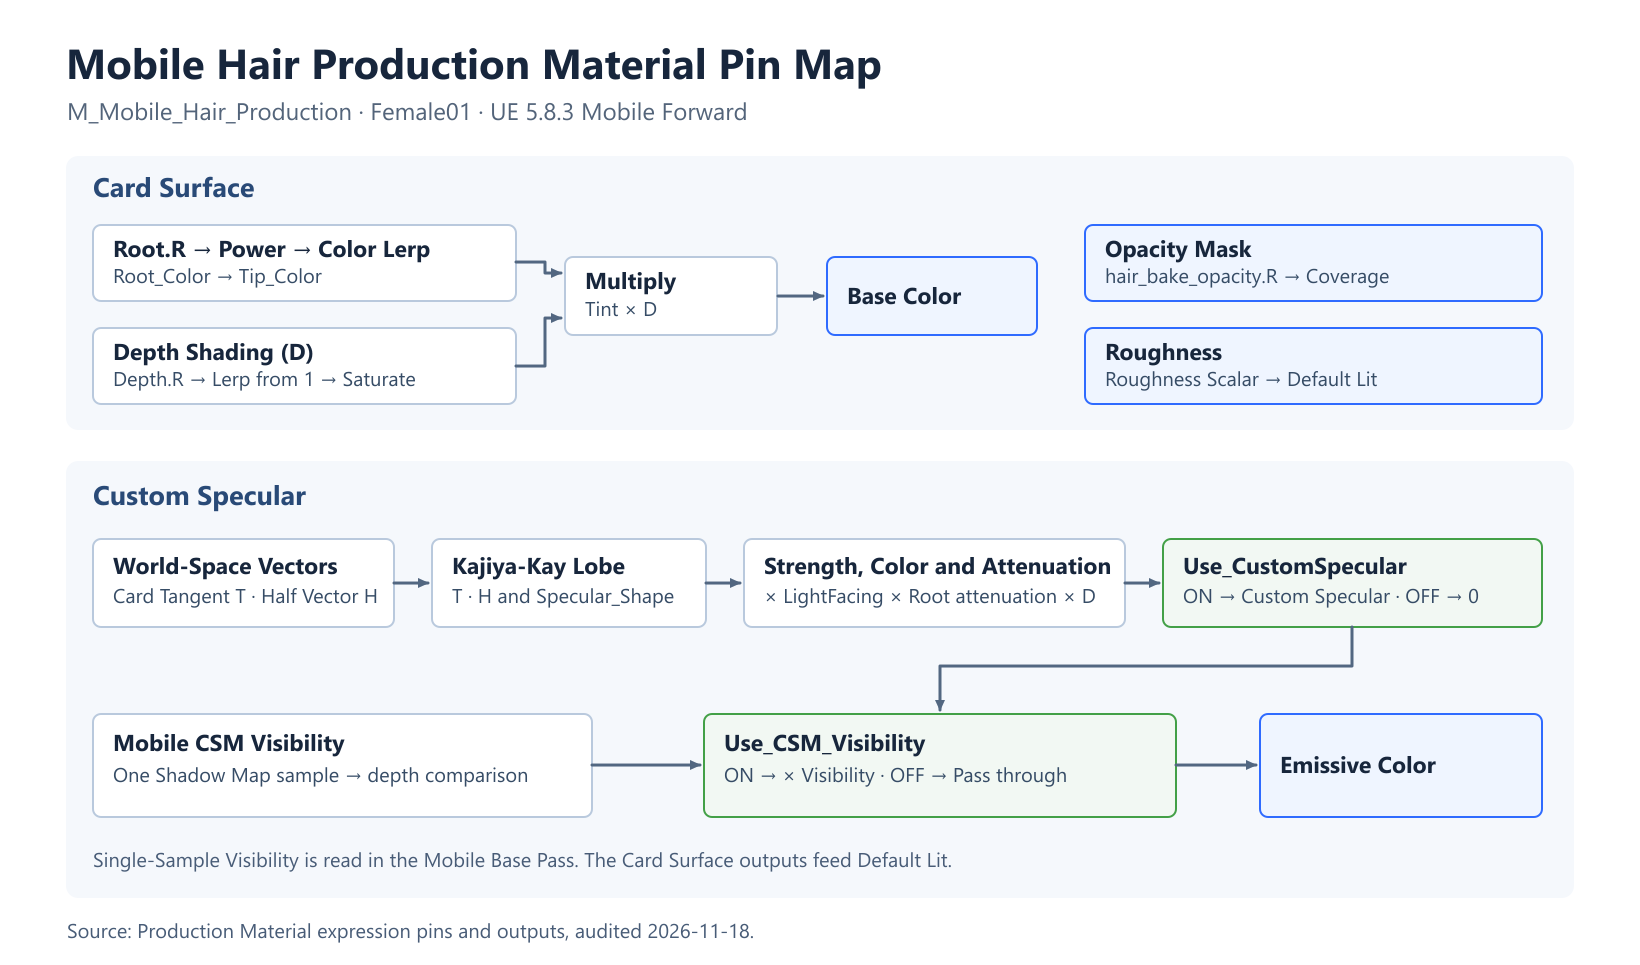 Mobile Hair Production Material Pin Map
M_Mobile_Hair_Production · Female01 · UE 5.8.3 Mobile Forward
Card Surface
Root.R → Power → Color Lerp
Root_Color → Tip_Color
Depth Shading (D)
Depth.R → Lerp from 1 → Saturate
Multiply
Tint × D
Base Color
Opacity Mask
hair_bake_opacity.R → Coverage
Roughness
Roughness Scalar → Default Lit
Custom Specular
World-Space Vectors
Card Tangent T · Half Vector H
Kajiya-Kay Lobe
T · H and Specular_Shape
Strength, Color and Attenuation
× LightFacing × Root attenuation × D
Use_CustomSpecular
ON → Custom Specular · OFF → 0
Mobile CSM Visibility
One Shadow Map sample → depth comparison
Use_CSM_Visibility
ON → × Visibility · OFF → Pass through
Emissive Color
Single-Sample Visibility is read in the Mobile Base Pass. The Card Surface outputs feed Default Lit.
Source: Production Material expression pins and outputs, audited 2026-11-18.